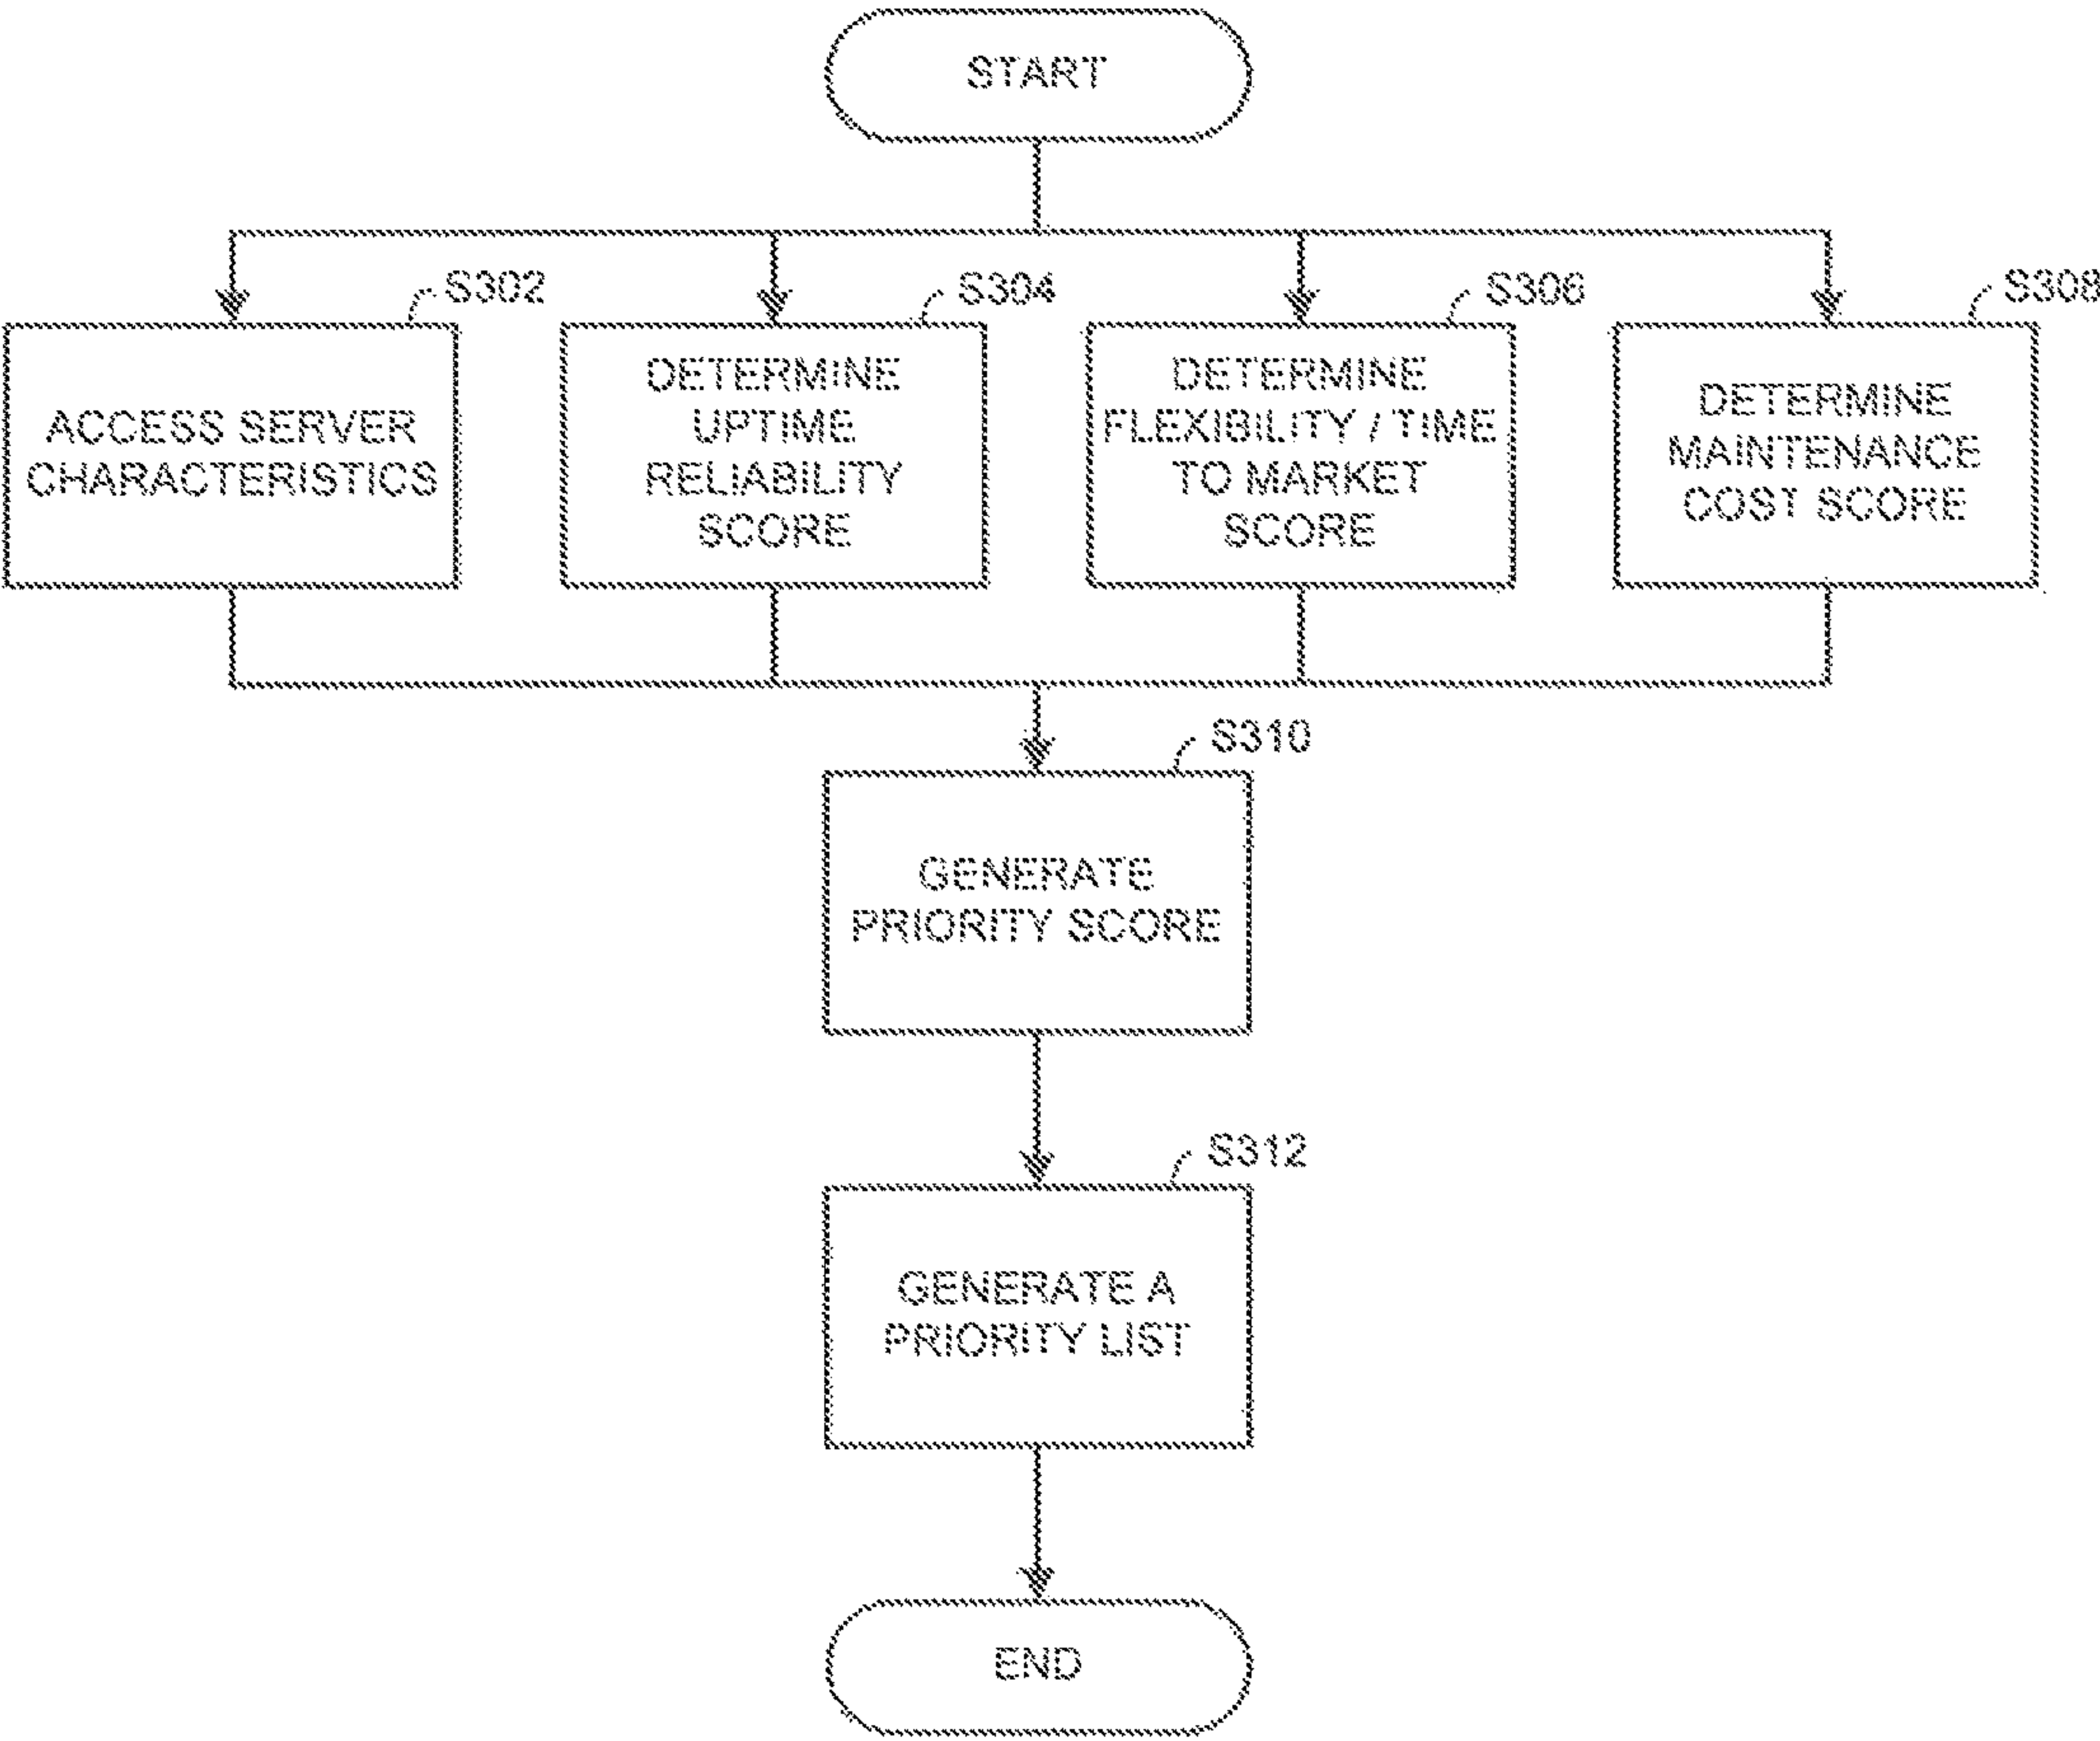 START
S302
S304
S306
S308
ACCESS SERVER
CHARACTERISTICS
DETERMINE
UPTIME
RELIABILITY
SCORE
DETERMINE
FLEXIBILITY / TIME
TO MARKET
SCORE
DETERMINE
MAINTENANCE
COST SCORE
S310
GENERATE
PRIORITY SCORE
S312
GENERATE A
PRIORITY LIST
END